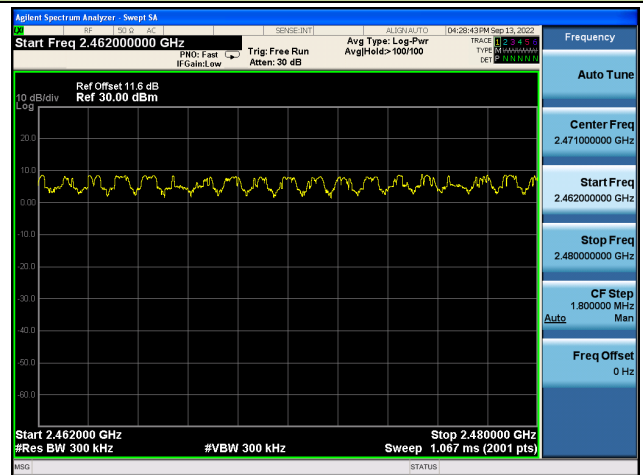 Agilent Spectrum Analyzer - Swept SA
LXI RF 50 Ω AC SENSE:INT ALIGNAUTO 04:28:43 PM Sep 13, 2022
Start Freq 2.462000000 GHz
PNO: Fast
IFGain:Low
Trig: Free Run
Atten: 30 dB
Avg Type: Log-Pwr
Avg|Hold:> 100/100
TRACE 1 2 3 4 5 6
TYPE M
DET P N N N N N
Frequency
Auto Tune
Center Freq
2.471000000 GHz
Start Freq
2.462000000 GHz
Stop Freq
2.480000000 GHz
CF Step
1.800000 MHz
Auto Man
Freq Offset
0 Hz
Ref Offset 11.6 dB
10 dB/div Ref 30.00 dBm
Log
20.0
10.0
0.00
-10.0
-20.0
-30.0
-40.0
-50.0
-60.0
Start 2.462000 GHz Stop 2.480000 GHz
#Res BW 300 kHz #VBW 300 kHz Sweep 1.067 ms (2001 pts)
MSG STATUS